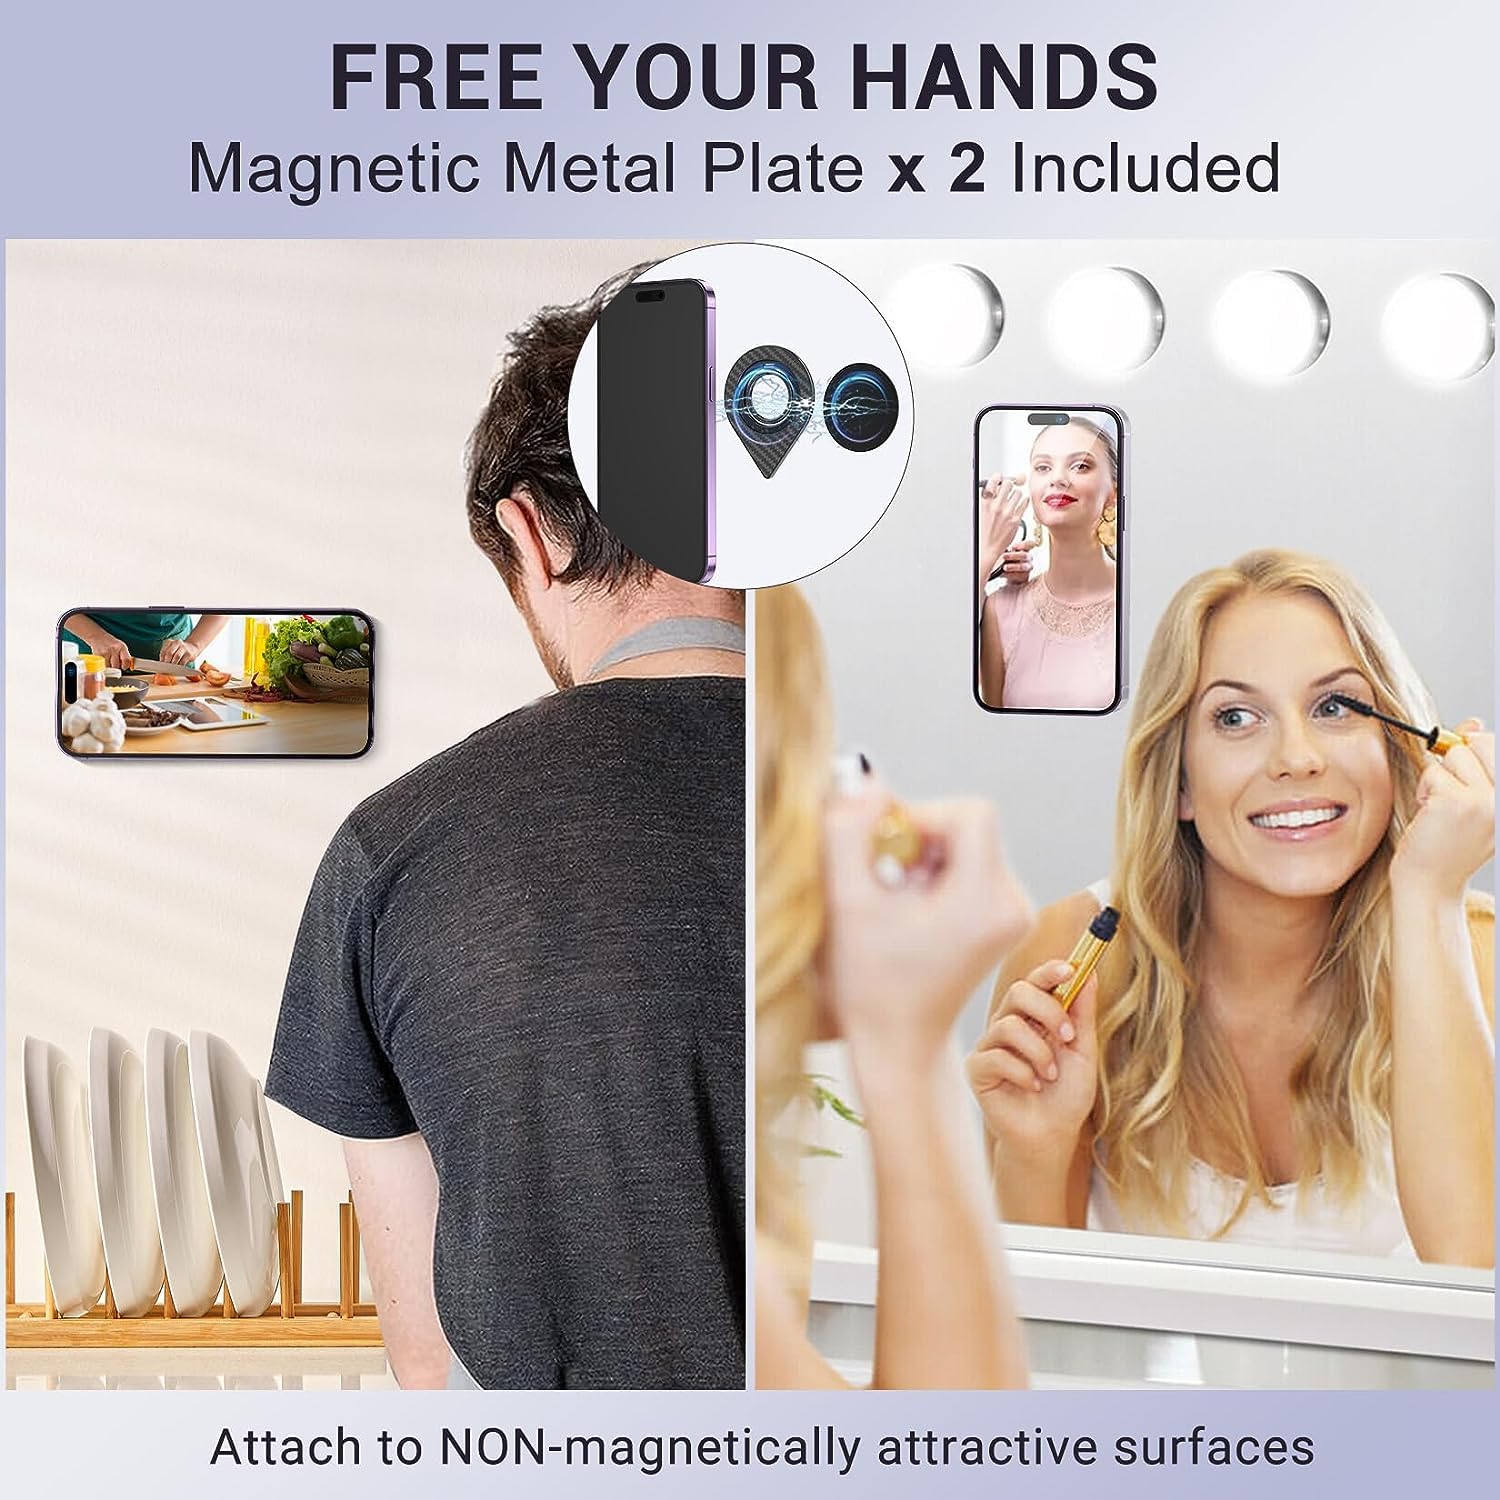 FREE YOUR HANDS
Magnetic Metal Plate x 2 Included
Attach to NON-magnetically attractive surfaces